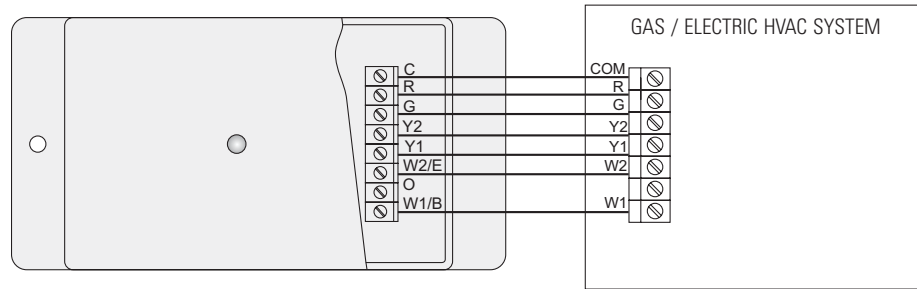 GAS / ELECTRIC HVAC SYSTEM
C COM
R R
G G
Y2 Y2
Y1 Y1
W2/E W2
O
W1/B W1